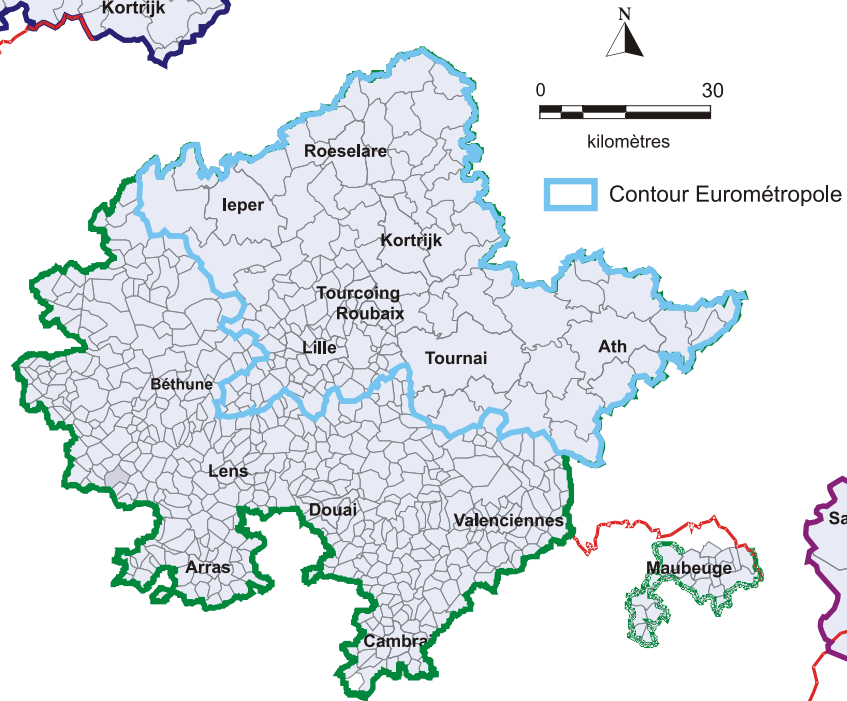 Kortrijk
N
0 30
kilomètres
Contour Eurométropole
Roeselare
Ieper
Kortrijk
Tourcoing
Roubaix
Lille
Tournai
Ath
Béthune
Lens
Douai
Valenciennes
Arras
Maubeuge
Cambrai
Sa